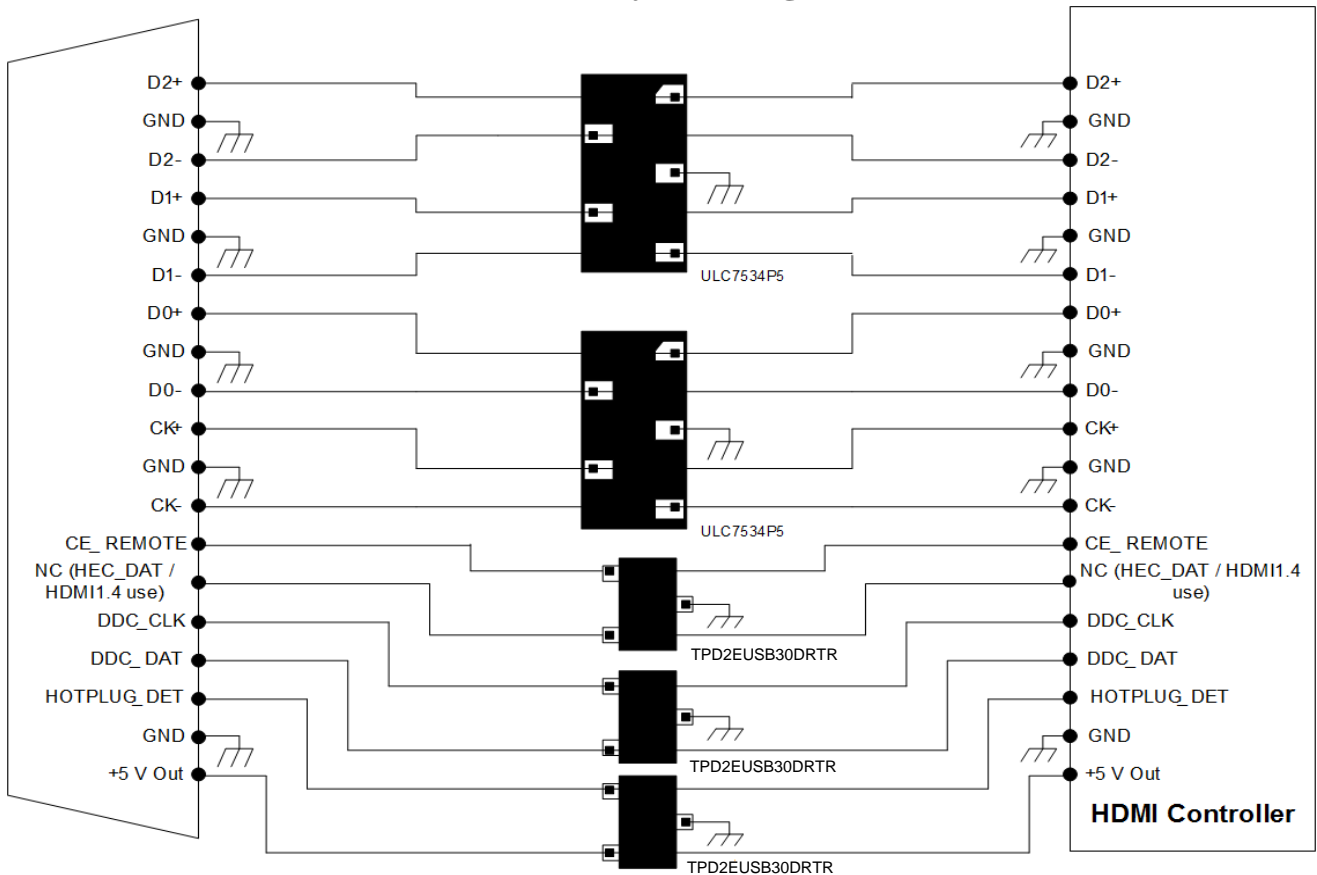 D2+
GND
D2-
D1+
GND
D1-
D0+
GND
D0-
CK+
GND
CK-
CE_ REMOTE
NC (HEC_DAT /
HDMI1.4 use)
DDC_CLK
DDC_ DAT
HOTPLUG_DET
GND
+5 V Out
ULC7534P5
ULC7534P5
TPD2EUSB30DRTR
TPD2EUSB30DRTR
TPD2EUSB30DRTR
D2+
GND
D2-
D1+
GND
D1-
D0+
GND
D0-
CK+
GND
CK-
CE_ REMOTE
NC (HEC_DAT / HDMI1.4
use)
DDC_CLK
DDC_ DAT
HOTPLUG_DET
GND
+5 V Out
HDMI Controller